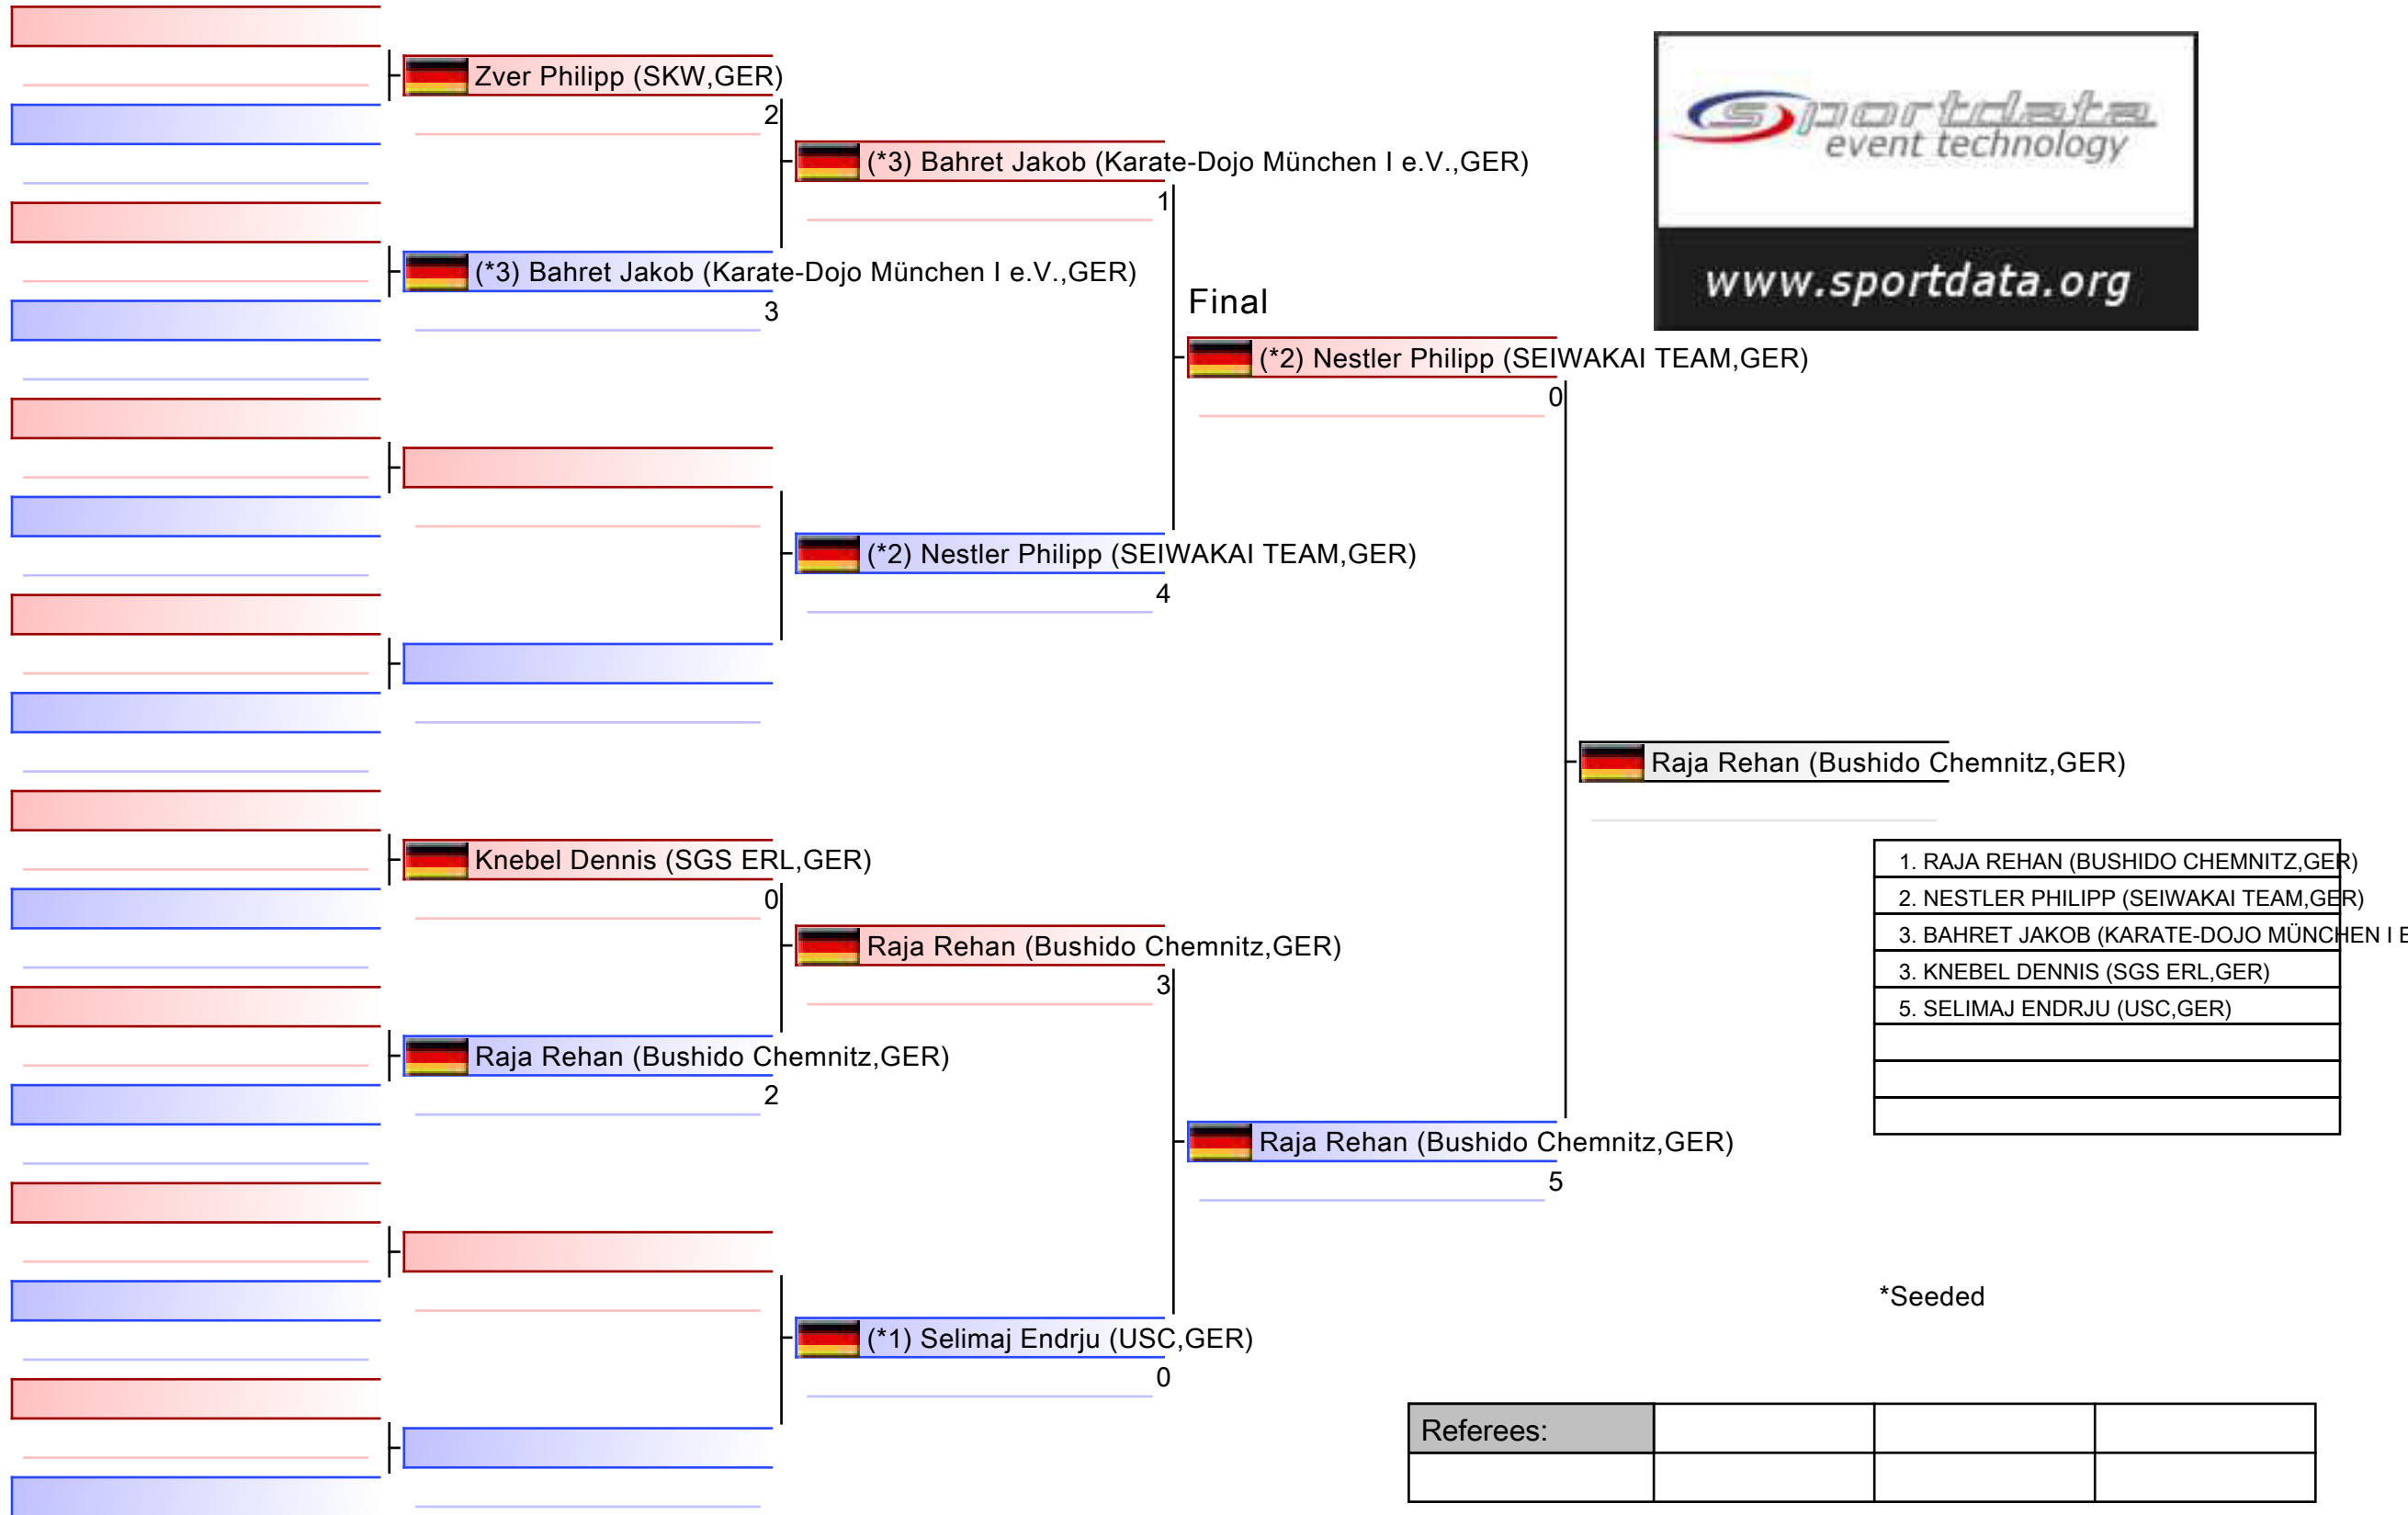 Zver Philipp (SKW,GER)
2
(*3) Bahret Jakob (Karate-Dojo München I e.V.,GER)
1
(*3) Bahret Jakob (Karate-Dojo München I e.V.,GER)
3
Final
(*2) Nestler Philipp (SEIWAKAI TEAM,GER)
0
(*2) Nestler Philipp (SEIWAKAI TEAM,GER)
4
Raja Rehan (Bushido Chemnitz,GER)
Knebel Dennis (SGS ERL,GER)
0
Raja Rehan (Bushido Chemnitz,GER)
3
Raja Rehan (Bushido Chemnitz,GER)
2
Raja Rehan (Bushido Chemnitz,GER)
5
(*1) Selimaj Endrju (USC,GER)
0
sportdata
event technology
www.sportdata.org
1. RAJA REHAN (BUSHIDO CHEMNITZ,GER)
2. NESTLER PHILIPP (SEIWAKAI TEAM,GER)
3. BAHRET JAKOB (KARATE-DOJO MÜNCHEN I E
3. KNEBEL DENNIS (SGS ERL,GER)
5. SELIMAJ ENDRJU (USC,GER)
*Seeded
Referees: